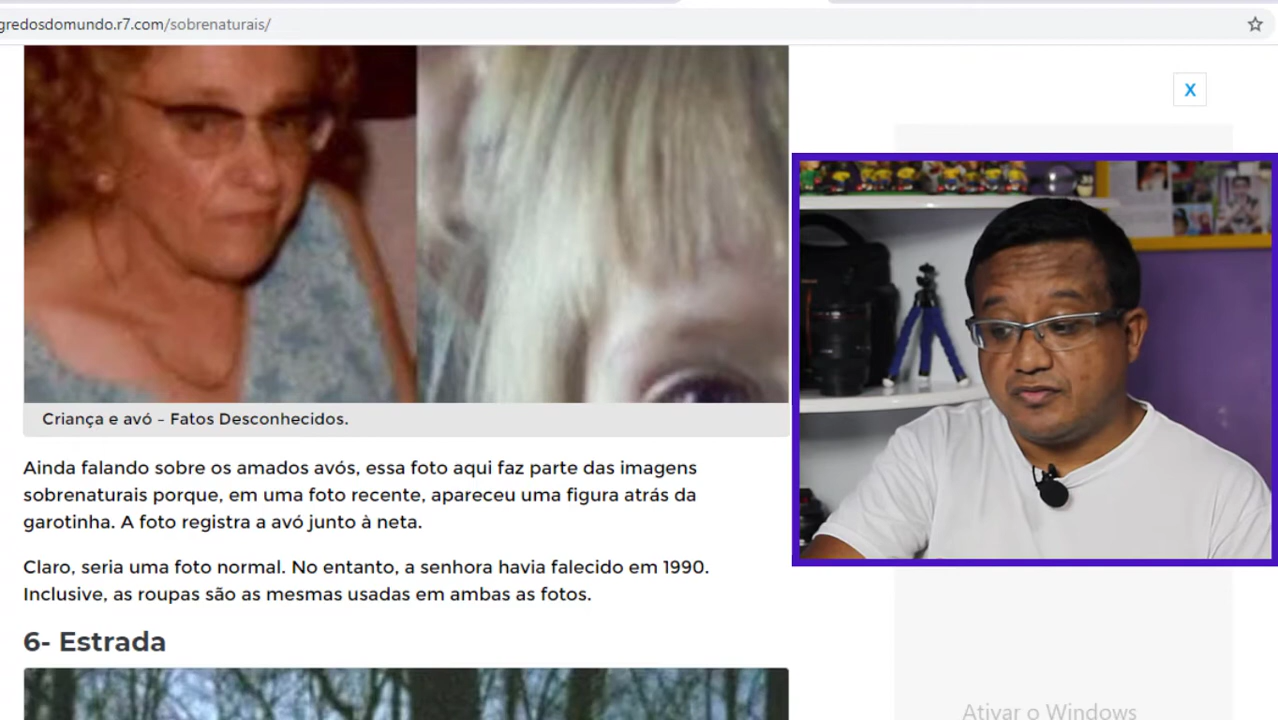 gredosdomundo.r7.com/sobrenaturais/
X
Criança e avó – Fatos Desconhecidos.
Ainda falando sobre os amados avós, essa foto aqui faz parte das imagens
sobrenaturais porque, em uma foto recente, apareceu uma figura atrás da
garotinha. A foto registra a avó junto à neta.
Claro, seria uma foto normal. No entanto, a senhora havia falecido em 1990.
Inclusive, as roupas são as mesmas usadas em ambas as fotos.
6- Estrada
Ativar o Windows